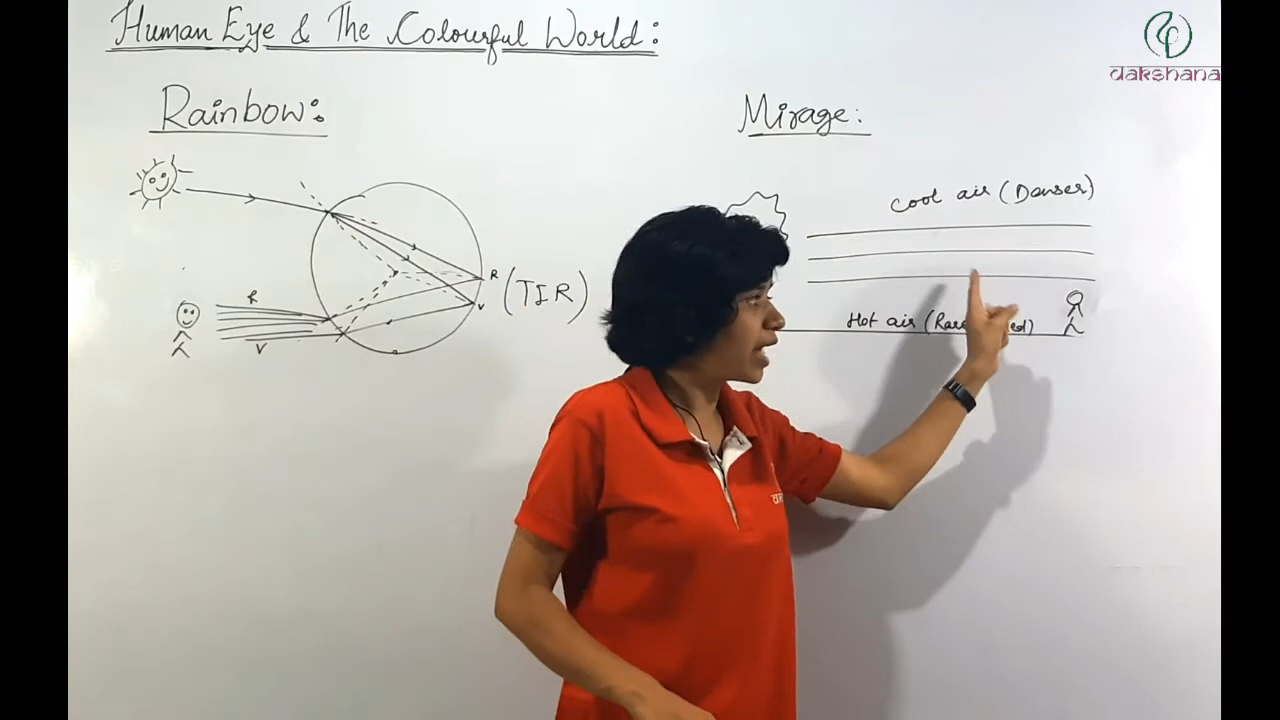 Human Eye & The Colourful World:
dakshana
Rainbow:
Mirage:
Cool air (Denser)
R
(TIR)
V
R
V
Hot air (